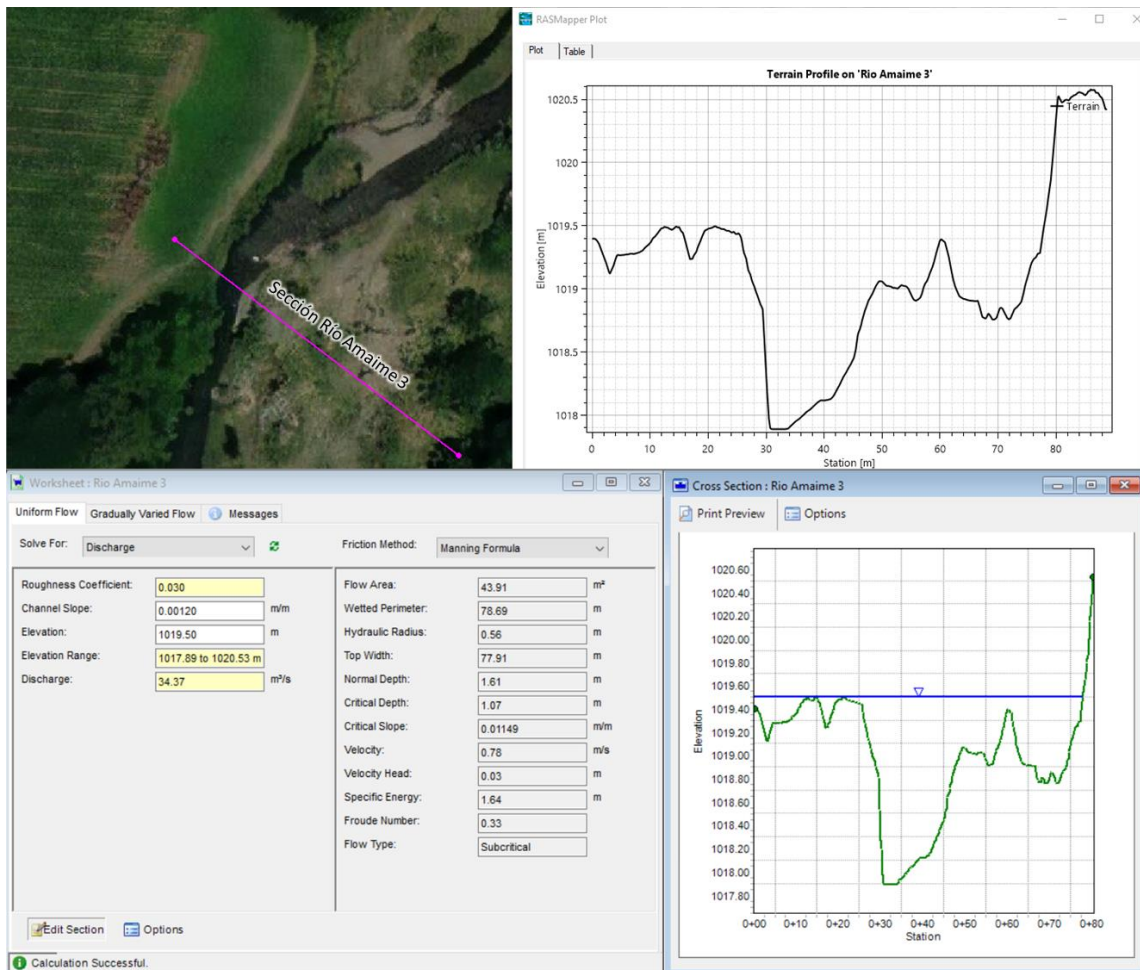 Sección Río Amaime 3
RASMapper Plot
Plot Table
Terrain Profile on 'Rio Amaime 3'
Elevation [m]
1020.5
1020
1019.5
1019
1018.5
1018
Terrain
0 10 20 30 40 50 60 70 80
Station [m]
Worksheet : Rio Amaime 3
Uniform Flow Gradually Varied Flow Messages
Solve For: Discharge Friction Method: Manning Formula
Roughness Coefficient: 0.030
Channel Slope: 0.00120 m/m
Elevation: 1019.50 m
Elevation Range: 1017.89 to 1020.53 m
Discharge: 34.37 m³/s
Flow Area: 43.91 m²
Wetted Perimeter: 78.69 m
Hydraulic Radius: 0.56 m
Top Width: 77.91 m
Normal Depth: 1.61 m
Critical Depth: 1.07 m
Critical Slope: 0.01149 m/m
Velocity: 0.78 m/s
Velocity Head: 0.03 m
Specific Energy: 1.64 m
Froude Number: 0.33
Flow Type: Subcritical
Edit Section Options
Calculation Successful.
Cross Section : Rio Amaime 3
Print Preview Options
Elevation
1020.60
1020.40
1020.20
1020.00
1019.80
1019.60
1019.40
1019.20
1019.00
1018.80
1018.60
1018.40
1018.20
1018.00
1017.80
0+00 0+10 0+20 0+30 0+40 0+50 0+60 0+70 0+80
Station